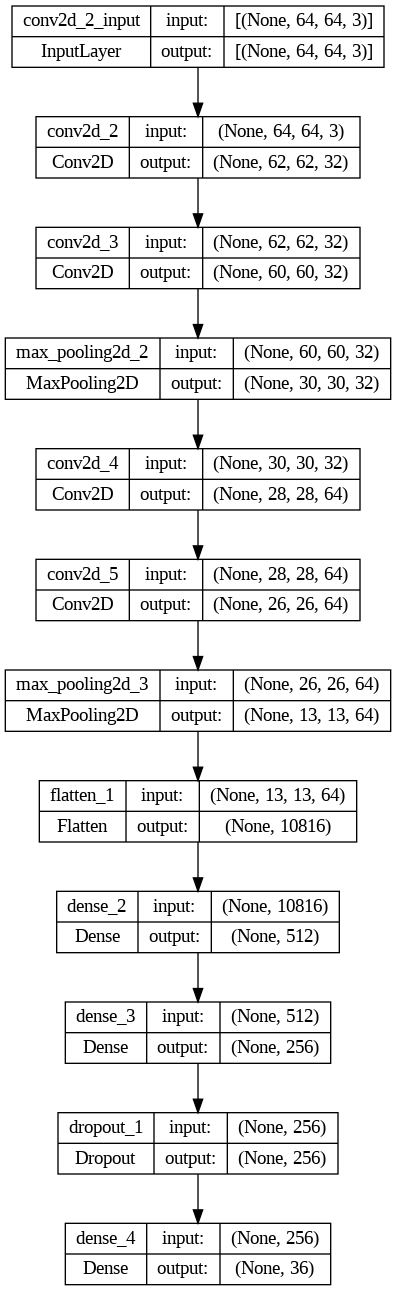 conv2d_2_input input: [(None, 64, 64, 3)]
InputLayer output: [(None, 64, 64, 3)]
conv2d_2 input: (None, 64, 64, 3)
Conv2D output: (None, 62, 62, 32)
conv2d_3 input: (None, 62, 62, 32)
Conv2D output: (None, 60, 60, 32)
max_pooling2d_2 input: (None, 60, 60, 32)
MaxPooling2D output: (None, 30, 30, 32)
conv2d_4 input: (None, 30, 30, 32)
Conv2D output: (None, 28, 28, 64)
conv2d_5 input: (None, 28, 28, 64)
Conv2D output: (None, 26, 26, 64)
max_pooling2d_3 input: (None, 26, 26, 64)
MaxPooling2D output: (None, 13, 13, 64)
flatten_1 input: (None, 13, 13, 64)
Flatten output: (None, 10816)
dense_2 input: (None, 10816)
Dense output: (None, 512)
dense_3 input: (None, 512)
Dense output: (None, 256)
dropout_1 input: (None, 256)
Dropout output: (None, 256)
dense_4 input: (None, 256)
Dense output: (None, 36)